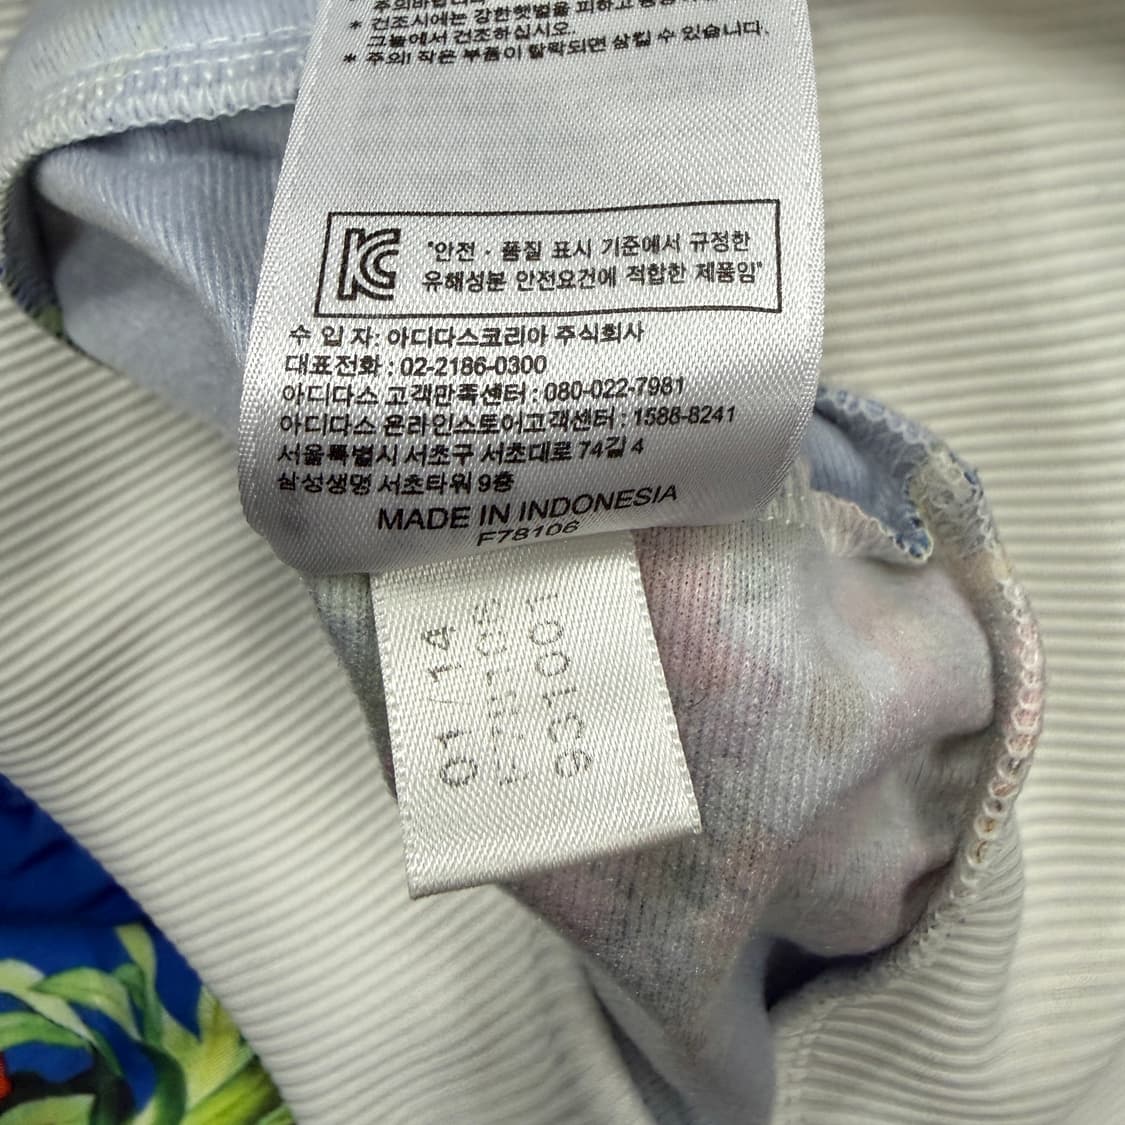 * 건조시에는 강한햇볕을 피하고
그늘에서 건조하십시오.
* 주의! 작은 부품이 탈락되면 삼킬 수 있습니다.
KC "안전 · 품질 표시 기준에서 규정한
유해성분 안전요건에 적합한 제품임"
수 입 자: 아디다스코리아 주식회사
대표전화 : 02-2186-0300
아디다스 고객만족센터 : 080-022-7981
아디다스 온라인스토어고객센터 : 1588-8241
서울특별시 서초구 서초대로 74길 4
삼성생명 서초타워 9층
MADE IN INDONESIA
F78106
01/14
931001